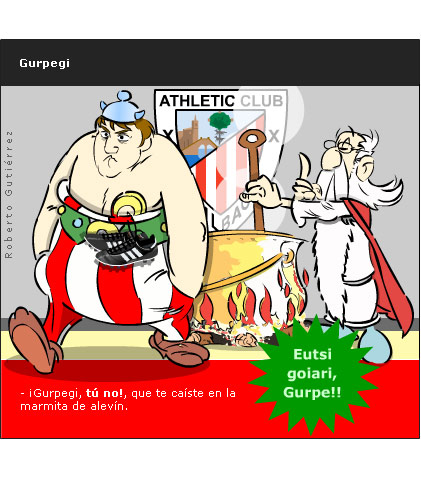 Gurpegi
ATHLETIC CLUB
Roberto Gutiérrez
- ¡Gurpegi, tú no!, que te caíste en la
marmita de alevín.
Eutsi
goiari,
Gurpe!!